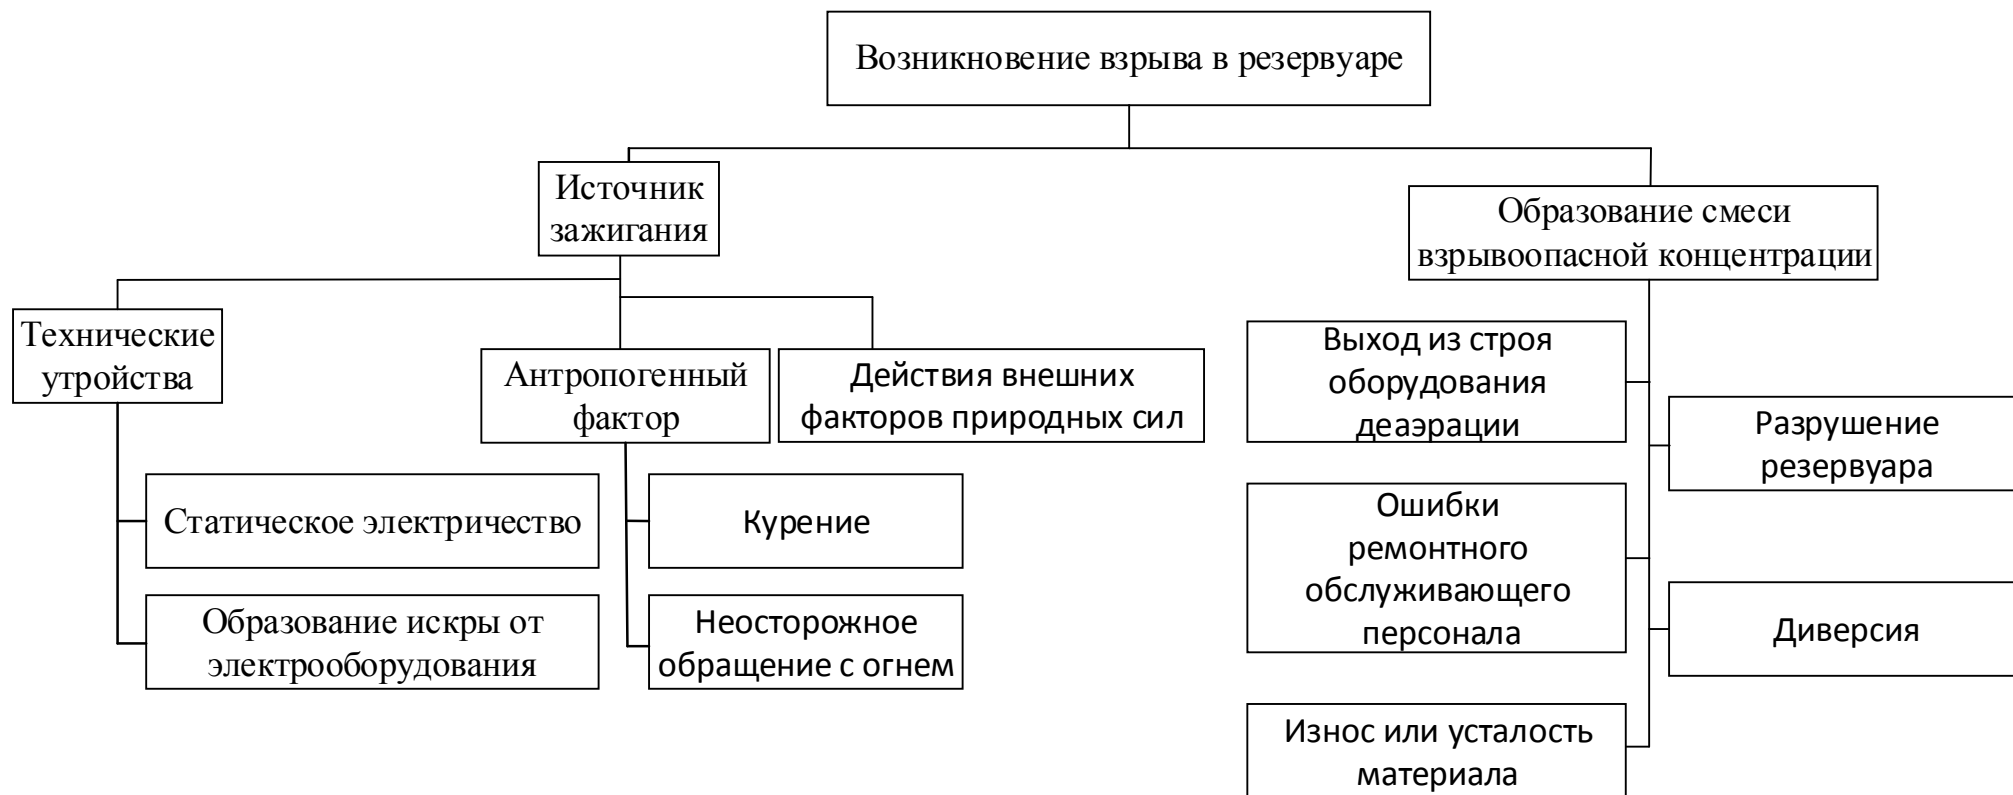 Возникновение взрыва в резервуаре
Источник
зажигания
Образование смеси
взрывоопасной концентрации
Технические
утройства
Антропогенный
фактор
Действия внешних
факторов природных сил
Статическое электричество
Образование искры от
электрооборудования
Курение
Неосторожное
обращение с огнем
Выход из строя
оборудования
деаэрации
Разрушение
резервуара
Ошибки
ремонтного
обслуживающего
персонала
Диверсия
Износ или усталость
материала